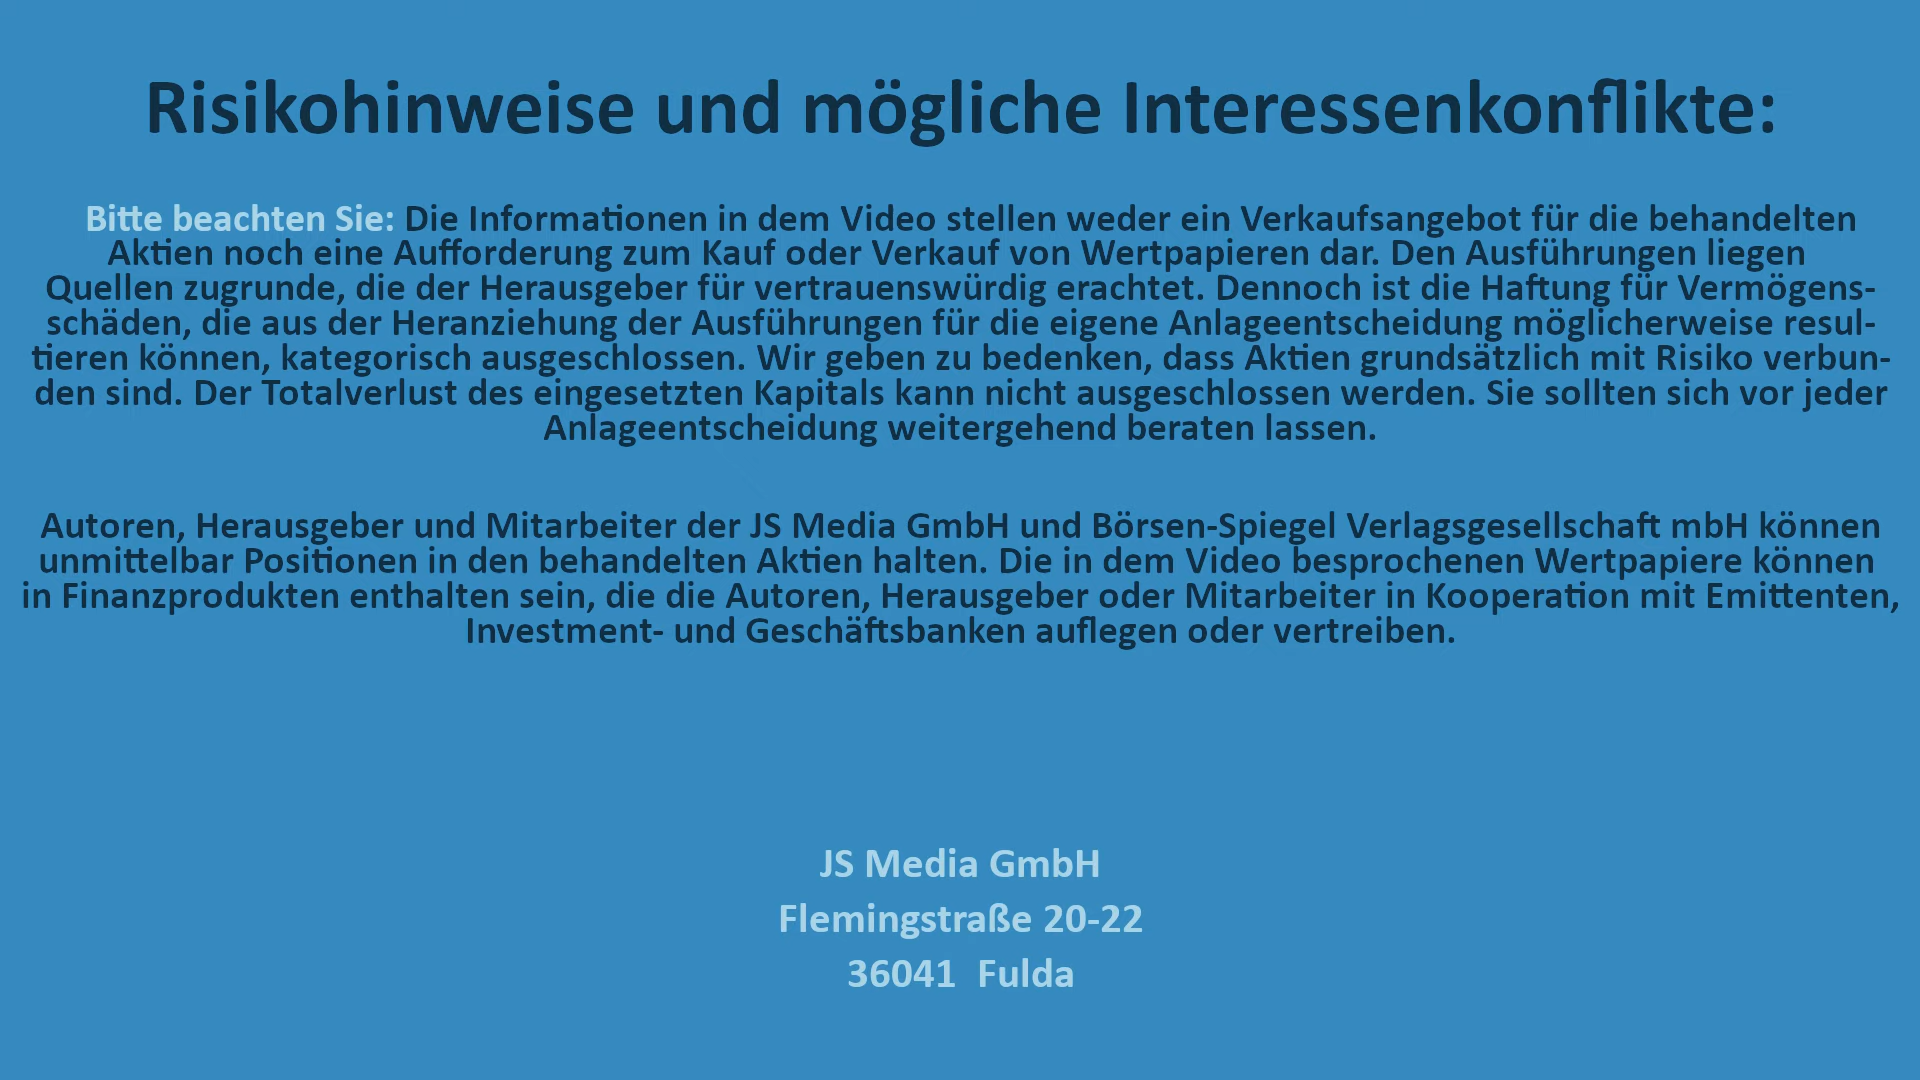 Risikohinweise und mögliche Interessenkonflikte:
Bitte beachten Sie: Die Informationen in dem Video stellen weder ein Verkaufsangebot für die behandelten
Aktien noch eine Aufforderung zum Kauf oder Verkauf von Wertpapieren dar. Den Ausführungen liegen
Quellen zugrunde, die der Herausgeber für vertrauenswürdig erachtet. Dennoch ist die Haftung für Vermögens-
schäden, die aus der Heranziehung der Ausführungen für die eigene Anlageentscheidung möglicherweise resul-
tieren können, kategorisch ausgeschlossen. Wir geben zu bedenken, dass Aktien grundsätzlich mit Risiko verbun-
den sind. Der Totalverlust des eingesetzten Kapitals kann nicht ausgeschlossen werden. Sie sollten sich vor jeder
Anlageentscheidung weitergehend beraten lassen.
Autoren, Herausgeber und Mitarbeiter der JS Media GmbH und Börsen-Spiegel Verlagsgesellschaft mbH können
unmittelbar Positionen in den behandelten Aktien halten. Die in dem Video besprochenen Wertpapiere können
in Finanzprodukten enthalten sein, die die Autoren, Herausgeber oder Mitarbeiter in Kooperation mit Emittenten,
Investment- und Geschäftsbanken auflegen oder vertreiben.
JS Media GmbH
Flemingstraße 20-22
36041  Fulda